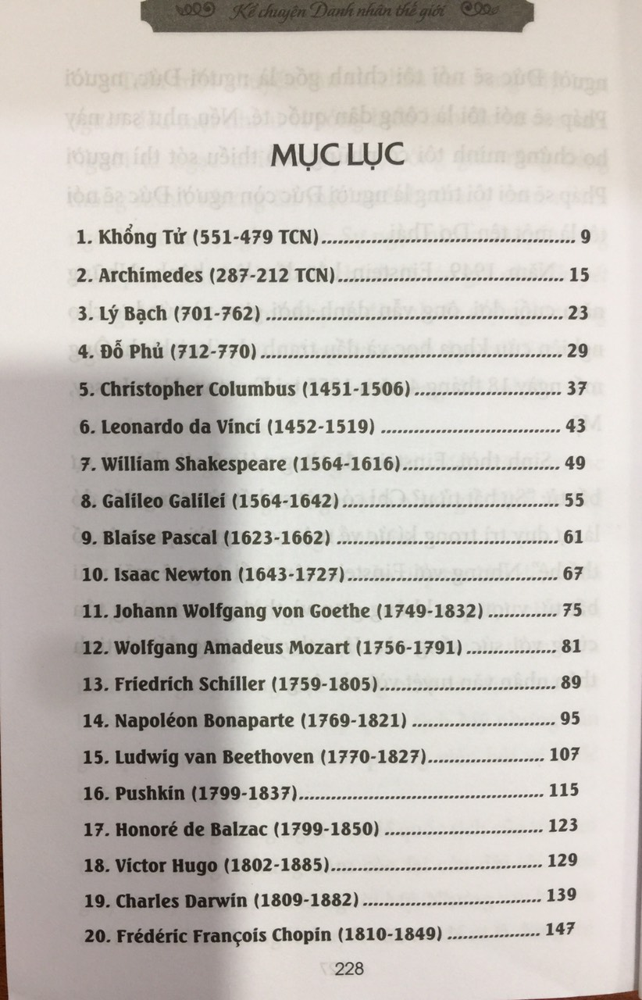 Kể chuyện Danh nhân thế giới
MỤC LỤC
1. Khổng Tử (551-479 TCN).......................................................... 9
2. Archimedes (287-212 TCN).................................................... 15
3. Lý Bạch (701-762) .................................................................... 23
4. Đỗ Phủ (712-770)..................................................................... 29
5. Christopher Columbus (1451-1506)................................. 37
6. Leonardo da Vinci (1452-1519) ......................................... 43
7. William Shakespeare (1564-1616).................................... 49
8. Galileo Galilei (1564-1642).................................................. 55
9. Blaise Pascal (1623-1662) ................................................... 61
10. Isaac Newton (1643-1727)................................................ 67
11. Johann Wolfgang von Goethe (1749-1832) ................ 75
12. Wolfgang Amadeus Mozart (1756-1791)..................... 81
13. Friedrich Schiller (1759-1805)......................................... 89
14. Napoléon Bonaparte (1769-1821) ................................. 95
15. Ludwig van Beethoven (1770-1827)........................... 107
16. Pushkin (1799-1837)........................................................ 115
17. Honoré de Balzac (1799-1850) ..................................... 123
18. Victor Hugo (1802-1885)................................................ 129
19. Charles Darwin (1809-1882).......................................... 139
20. Frédéric François Chopin (1810-1849) ...................... 147
228